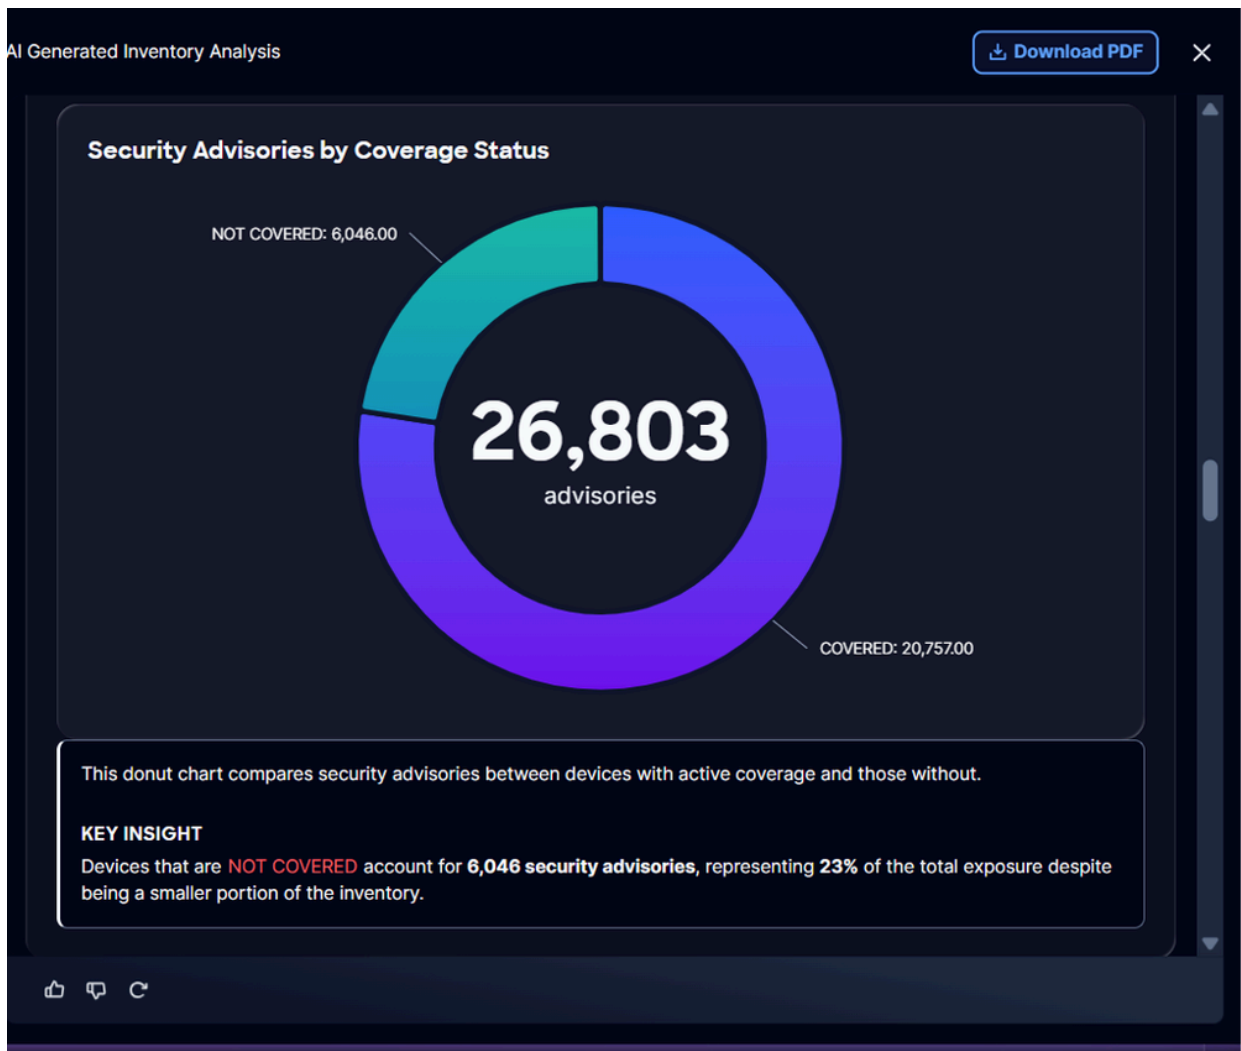 AI Generated Inventory Analysis
Download PDF
Security Advisories by Coverage Status
NOT COVERED: 6,046.00
26,803
advisories
COVERED: 20,757.00
This donut chart compares security advisories between devices with active coverage and those without.
KEY INSIGHT
Devices that are NOT COVERED account for 6,046 security advisories, representing 23% of the total exposure despite
being a smaller portion of the inventory.